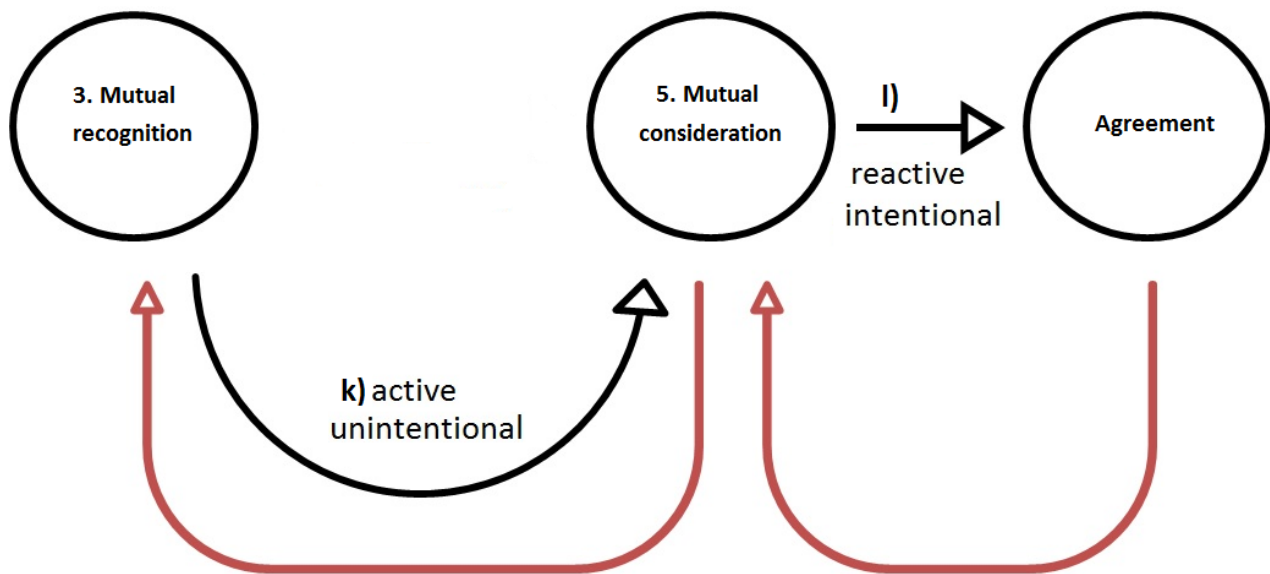 3. Mutual
recognition
5. Mutual
consideration
l)
reactive
intentional
Agreement
k) active
unintentional